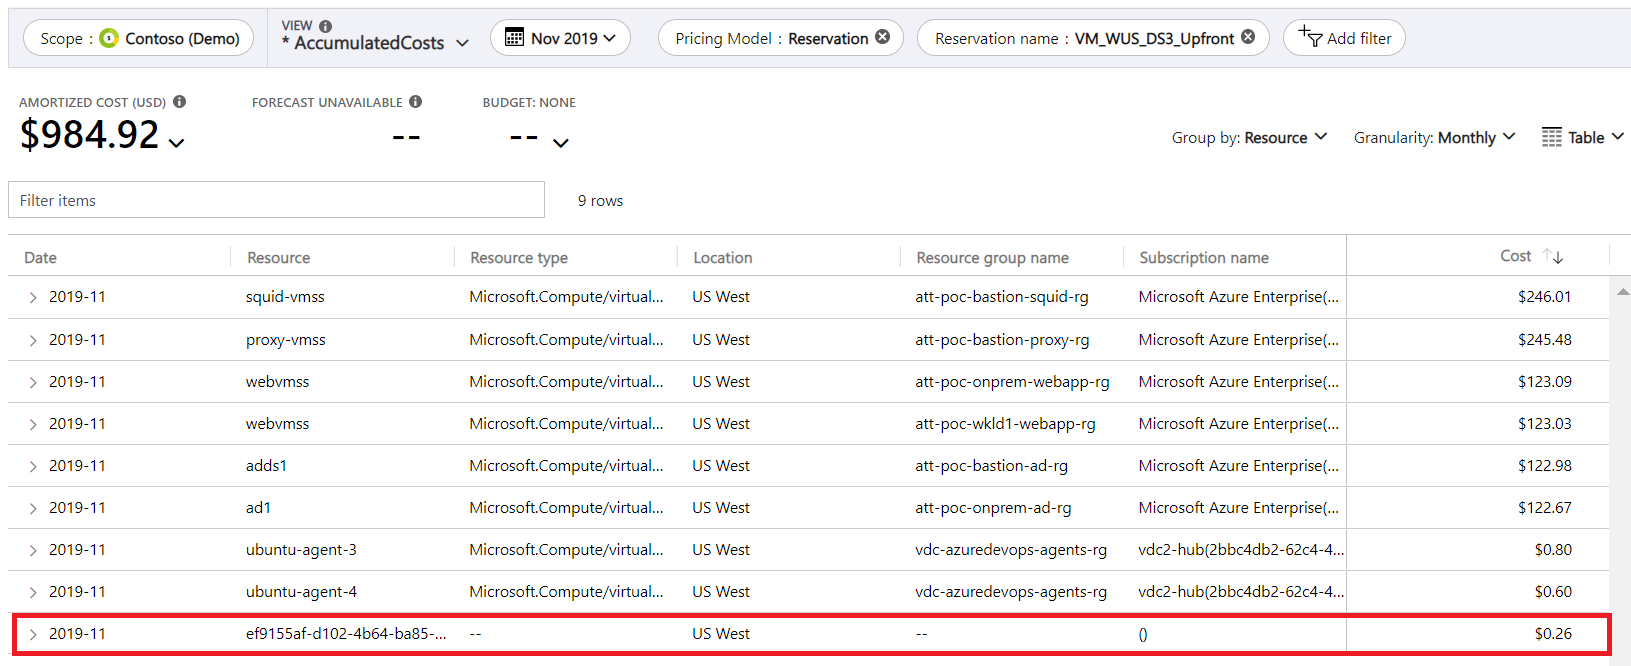 Scope : Contoso (Demo)
VIEW
* AccumulatedCosts
Nov 2019
Pricing Model : Reservation
Reservation name : VM_WUS_DS3_Upfront
Add filter
AMORTIZED COST (USD)
$984.92
FORECAST UNAVAILABLE
--
BUDGET: NONE
--
Group by: Resource
Granularity: Monthly
Table
Filter items
9 rows
Date Resource Resource type Location Resource group name Subscription name Cost
2019-11 squid-vmss Microsoft.Compute/virtual... US West att-poc-bastion-squid-rg Microsoft Azure Enterprise(... $246.01
2019-11 proxy-vmss Microsoft.Compute/virtual... US West att-poc-bastion-proxy-rg Microsoft Azure Enterprise(... $245.48
2019-11 webvmss Microsoft.Compute/virtual... US West att-poc-onprem-webapp-rg Microsoft Azure Enterprise(... $123.09
2019-11 webvmss Microsoft.Compute/virtual... US West att-poc-wkld1-webapp-rg Microsoft Azure Enterprise(... $123.03
2019-11 adds1 Microsoft.Compute/virtual... US West att-poc-bastion-ad-rg Microsoft Azure Enterprise(... $122.98
2019-11 ad1 Microsoft.Compute/virtual... US West att-poc-onprem-ad-rg Microsoft Azure Enterprise(... $122.67
2019-11 ubuntu-agent-3 Microsoft.Compute/virtual... US West vdc-azuredevops-agents-rg vdc2-hub(2bbc4db2-62c4-4... $0.80
2019-11 ubuntu-agent-4 Microsoft.Compute/virtual... US West vdc-azuredevops-agents-rg vdc2-hub(2bbc4db2-62c4-4... $0.60
2019-11 ef9155af-d102-4b64-ba85-... -- US West -- () $0.26